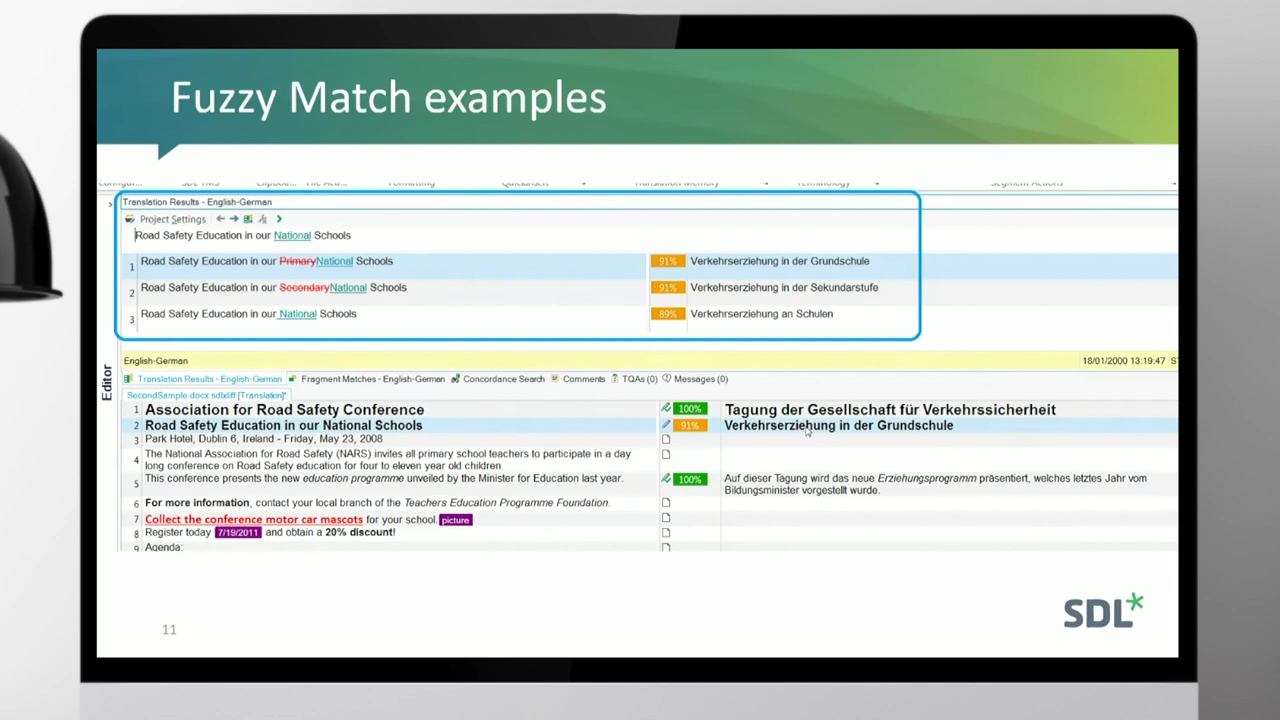 Fuzzy Match examples
Translation Results - English-German
Project Settings
Road Safety Education in our National Schools
1 Road Safety Education in our PrimaryNational Schools 91% Verkehrserziehung in der Grundschule
2 Road Safety Education in our SecondaryNational Schools 91% Verkehrserziehung in der Sekundarstufe
3 Road Safety Education in our National Schools 89% Verkehrserziehung an Schulen
English-German 18/01/2000 13:19:47
Editor
Translation Results - English-German Fragment Matches - English-German Concordance Search Comments TQAs (0) Messages (0)
SecondSample.docx.sdlxliff [Translation]*
1 Association for Road Safety Conference 100% Tagung der Gesellschaft für Verkehrssicherheit
2 Road Safety Education in our National Schools 91% Verkehrserziehung in der Grundschule
3 Park Hotel, Dublin 6, Ireland - Friday, May 23, 2008
4 The National Association for Road Safety (NARS) invites all primary school teachers to participate in a day
long conference on Road Safety education for four to eleven year old children.
5 This conference presents the new education programme unveiled by the Minister for Education last year. 100% Auf dieser Tagung wird das neue Erziehungsprogramm präsentiert, welches letztes Jahr vom
Bildungsminister vorgestellt wurde.
6 For more information, contact your local branch of the Teachers Education Programme Foundation.
7 Collect the conference motor car mascots for your school. picture
8 Register today 7/19/2011 and obtain a 20% discount!
9 Agenda:
SDL*
11